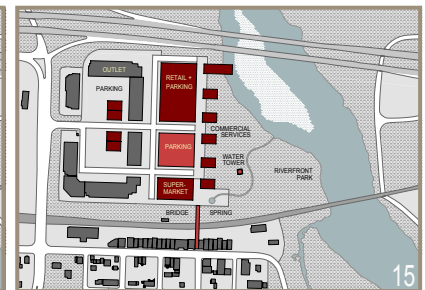 OUTLET
RETAIL +
PARKING
PARKING
COMMERCIAL
SERVICES
PARKING
WATER
TOWER
RIVERFRONT
PARK
SUPER-
MARKET
BRIDGE
SPRING
15